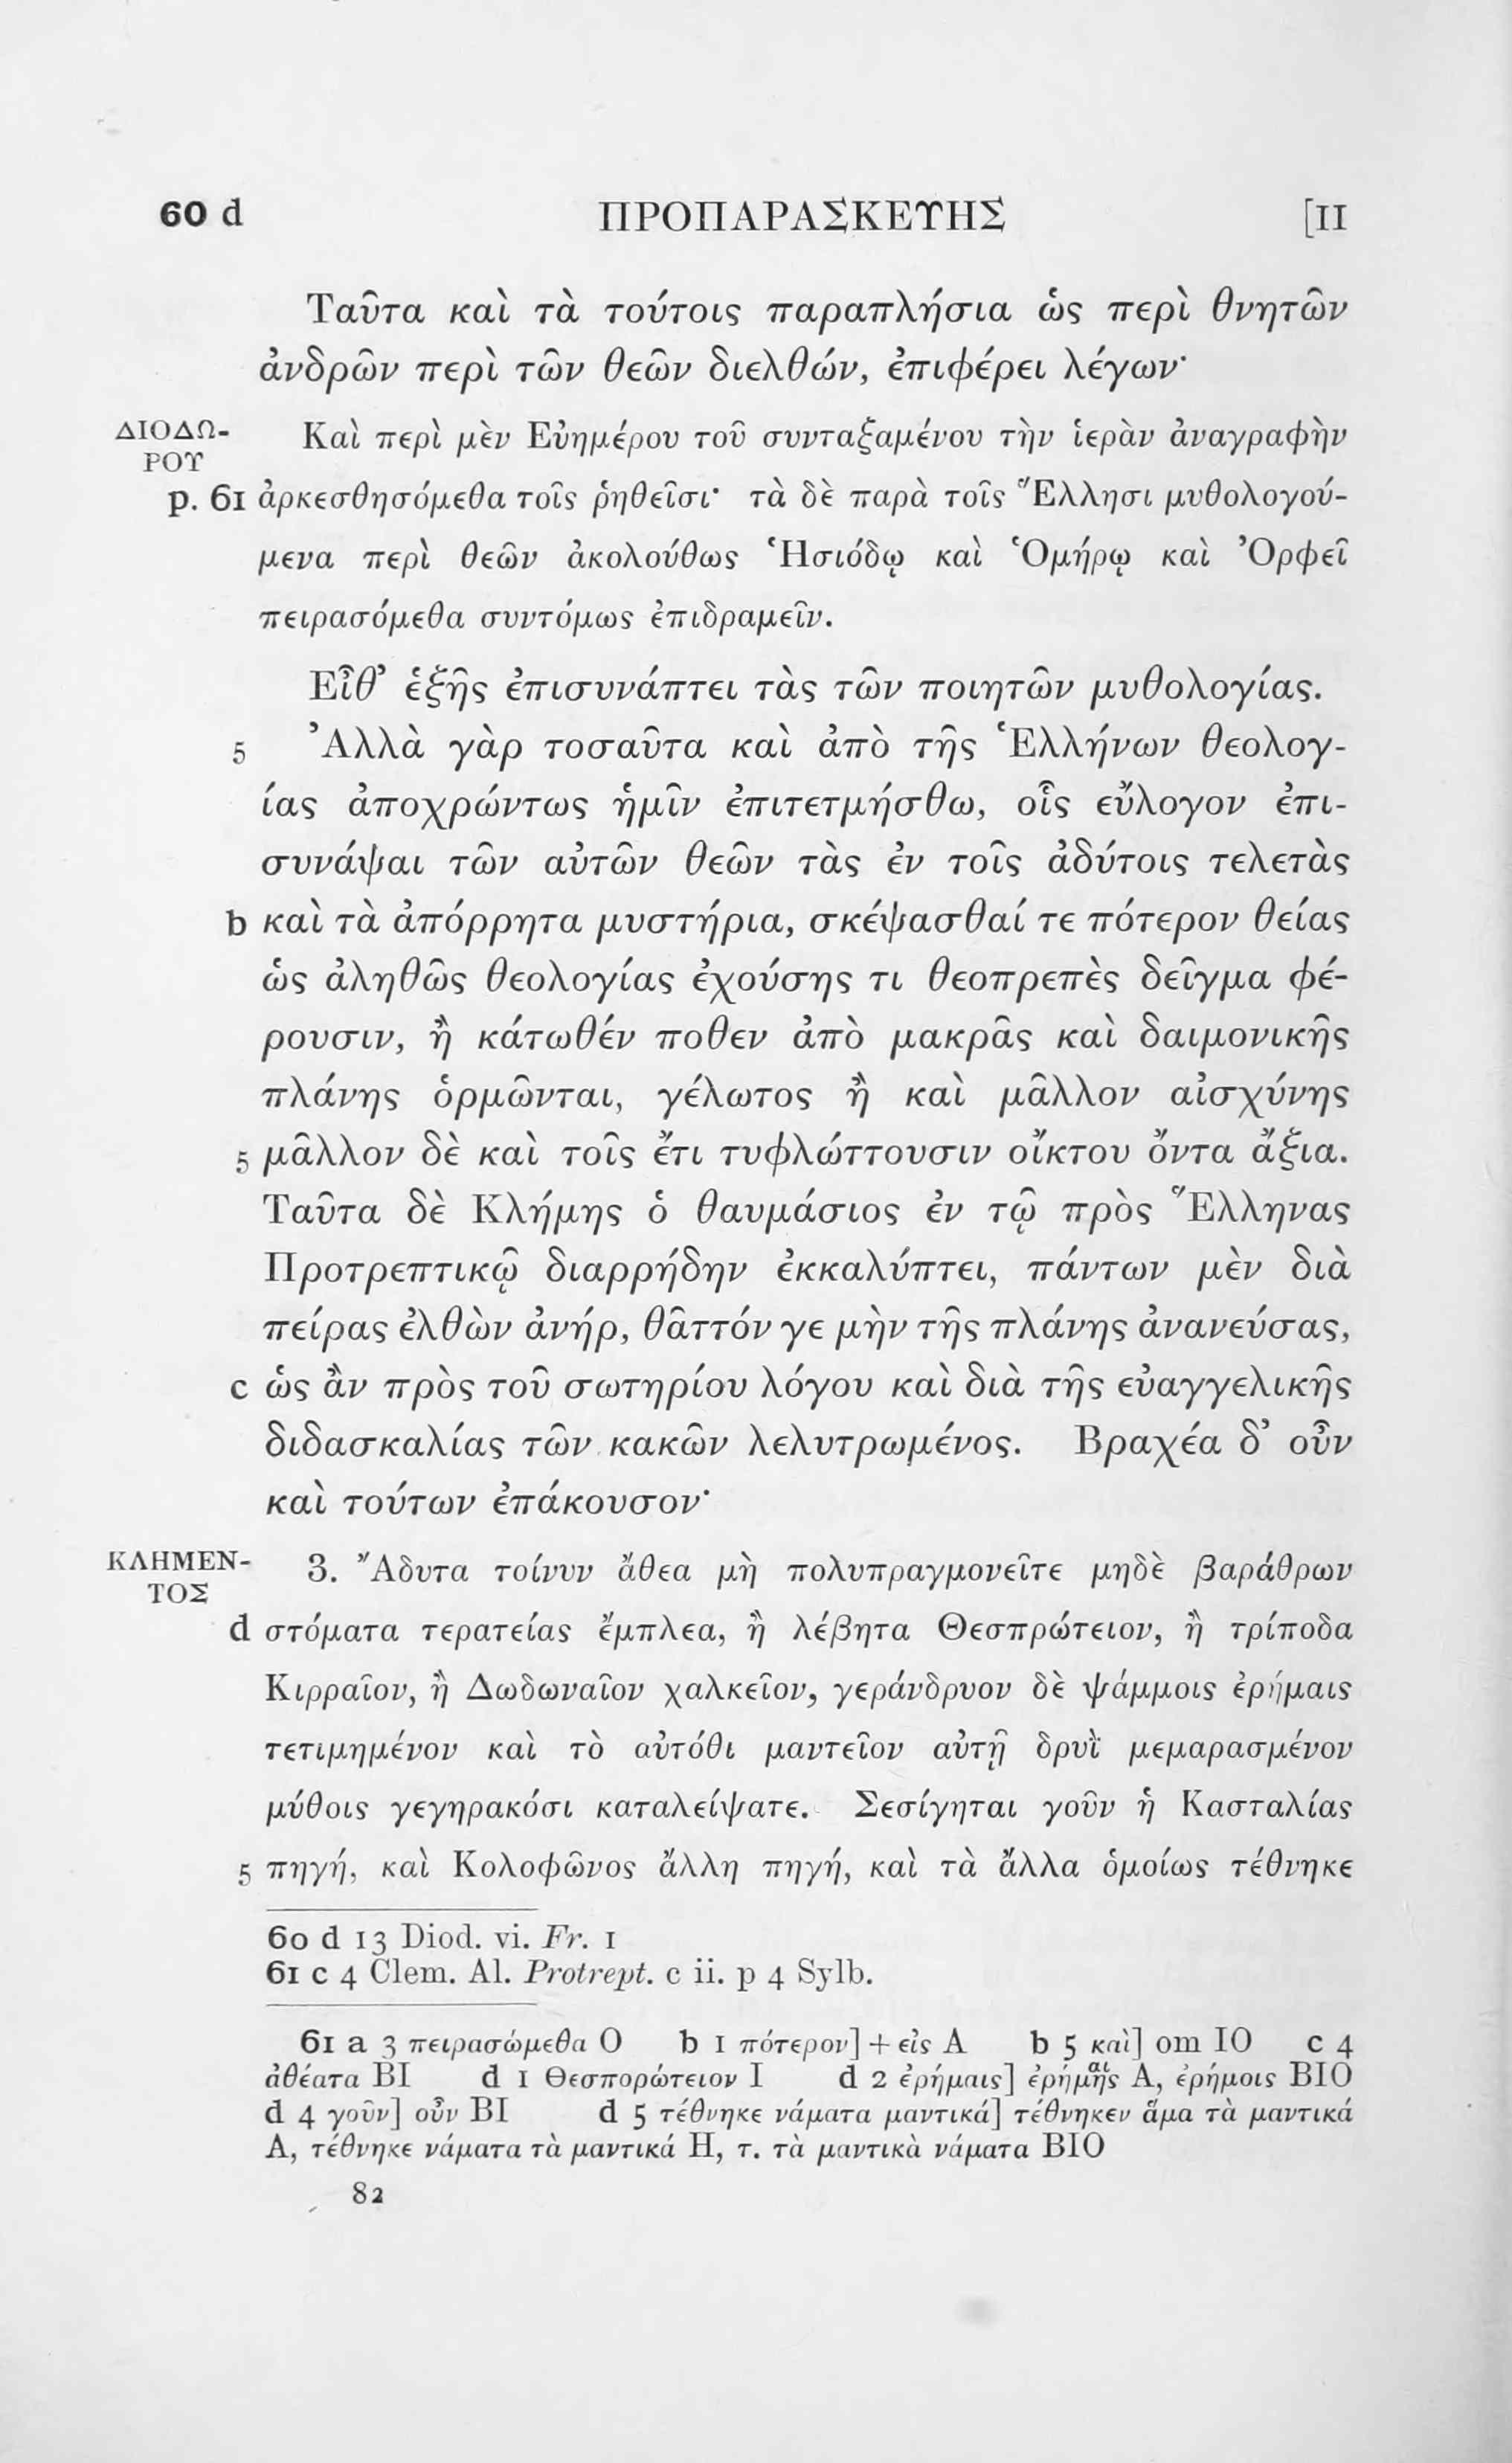 60 d ΠΡΟΠΑΡΑΣΚΕΥΗΣ [II
Ταῦτα καὶ τὰ τούτοις παραπλήσια ὡς περὶ θνητῶν
ἀνδρῶν περὶ τῶν θεῶν διελθών, ἐπιφέρει λέγων·
ΔΙΟΔΩ- Καὶ περὶ μὲν Εὐημέρου τοῦ συνταξαμένου τὴν ἱερὰν ἀναγραφὴν
ΡΟΥ
p. 61 ἀρκεσθησόμεθα τοῖς ῥηθεῖσι· τὰ δὲ παρὰ τοῖς Ἕλλησι μυθολογού-
μενα περὶ θεῶν ἀκολούθως Ἡσιόδῳ καὶ Ὁμήρῳ καὶ Ὀρφεῖ
πειρασόμεθα συντόμως ἐπιδραμεῖν.
Εἶθ’ ἑξῆς ἐπισυνάπτει τὰς τῶν ποιητῶν μυθολογίας.
5 Ἀλλὰ γὰρ τοσαῦτα καὶ ἀπὸ τῆς Ἑλλήνων θεολογ-
ίας ἀποχρώντως ἡμῖν ἐπιτετμήσθω, οἷς εὔλογον ἐπι-
συνάψαι τῶν αὐτῶν θεῶν τὰς ἐν τοῖς ἀδύτοις τελετὰς
b καὶ τὰ ἀπόρρητα μυστήρια, σκέψασθαί τε πότερον θείας
ὡς ἀληθῶς θεολογίας ἐχούσης τι θεοπρεπὲς δεῖγμα φέ-
ρουσιν, ἢ κάτωθέν ποθεν ἀπὸ μακρᾶς καὶ δαιμονικῆς
πλάνης ὁρμῶνται, γέλωτος ἢ καὶ μᾶλλον αἰσχύνης
5 μᾶλλον δὲ καὶ τοῖς ἔτι τυφλώττουσιν οἴκτου ὄντα ἄξια.
Ταῦτα δὲ Κλήμης ὁ θαυμάσιος ἐν τῷ πρὸς Ἕλληνας
Προτρεπτικῷ διαρρήδην ἐκκαλύπτει, πάντων μὲν διὰ
πείρας ἐλθὼν ἀνήρ, θᾶττόν γε μὴν τῆς πλάνης ἀνανεύσας,
c ὡς ἂν πρὸς τοῦ σωτηρίου λόγου καὶ διὰ τῆς εὐαγγελικῆς
διδασκαλίας τῶν κακῶν λελυτρωμένος. Βραχέα δ’ οὖν
καὶ τούτων ἐπάκουσον·
ΚΛΗΜΕΝ- 3. Ἄδυτα τοίνυν ἄθεα μὴ πολυπραγμονεῖτε μηδὲ βαράθρων
ΤΟΣ
d στόματα τερατείας ἔμπλεα, ἢ λέβητα Θεσπρώτειον, ἢ τρίποδα
Κιρραῖον, ἢ Δωδωναῖον χαλκεῖον, γεράνδρυον δὲ ψάμμοις ἐρήμαις
τετιμημένον καὶ τὸ αὐτόθι μαντεῖον αὐτῇ δρυῒ μεμαρασμένον
μύθοις γεγηρακόσι καταλείψατε. Σεσίγηται γοῦν ἡ Κασταλίας
5 πηγή, καὶ Κολοφῶνος ἄλλη πηγή, καὶ τὰ ἄλλα ὁμοίως τέθνηκε
60 d 13 Diod. vi. Fr. 1
61 c 4 Clem. Al. Protrept. c ii. p 4 Sylb.
61 a 3 πειρασώμεθα O b 1 πότερον] + εἰς A b 5 καὶ] om IO c 4
ἀθέατα BI d 1 Θεσπορώτειον I d 2 ἐρήμαις] ἐρήμῃς A, ἐρήμοις BIO
d 4 γοῦν] οὖν BI d 5 τέθνηκε νάματα μαντικά] τέθνηκεν ἅμα τὰ μαντικά
A, τέθνηκε νάματα τὰ μαντικά H, τ. τὰ μαντικὰ νάματα BIO
82